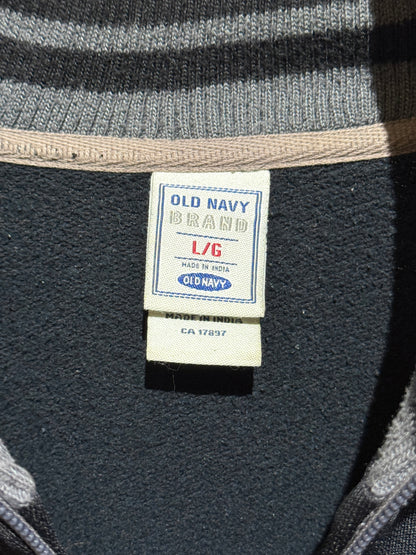 OLD NAVY
BRAND
L/G
MADE IN INDIA
OLD NAVY
MADE IN INDIA
CA 17897